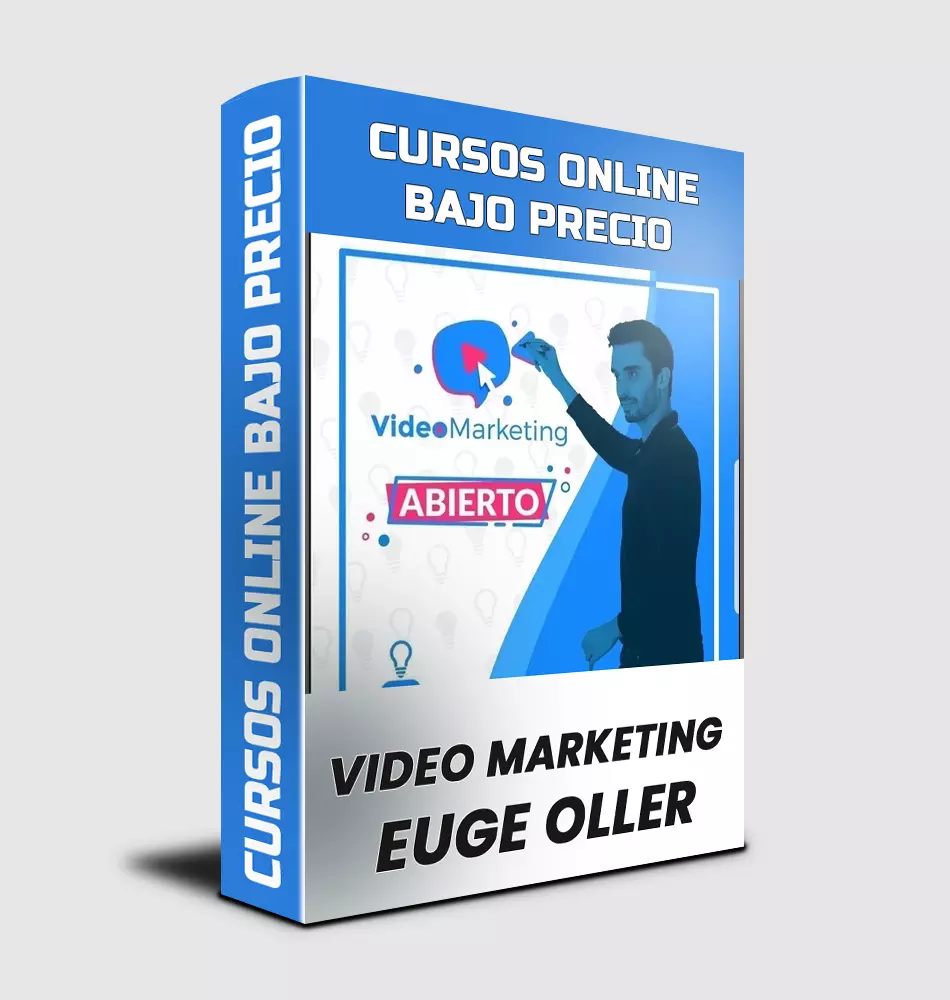 CURSOS ONLINE BAJO PRECIO
CURSOS ONLINE
BAJO PRECIO
VideoMarketing
ABIERTO
VIDEO MARKETING
EUGE OLLER